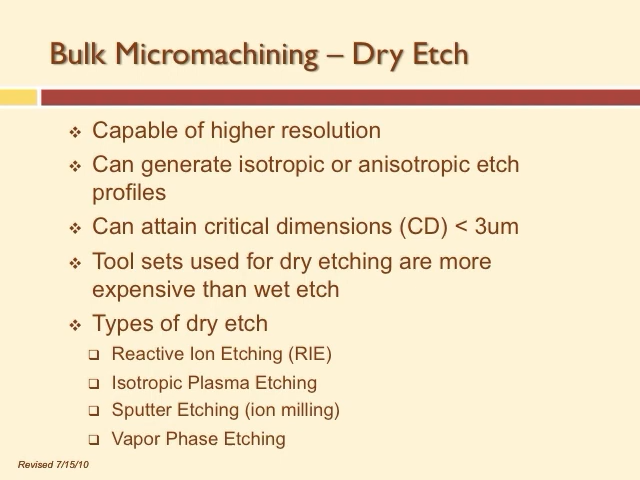 Bulk Micromachining – Dry Etch
❖ Capable of higher resolution
❖ Can generate isotropic or anisotropic etch
profiles
❖ Can attain critical dimensions (CD) < 3um
❖ Tool sets used for dry etching are more
expensive than wet etch
❖ Types of dry etch
❑ Reactive Ion Etching (RIE)
❑ Isotropic Plasma Etching
❑ Sputter Etching (ion milling)
❑ Vapor Phase Etching
Revised 7/15/10